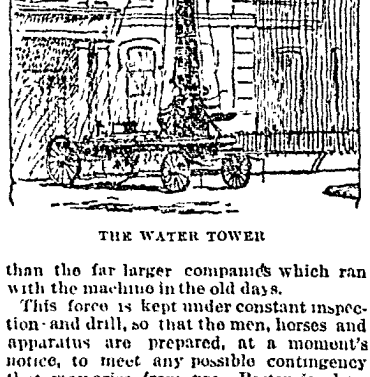 THE WATER TOWER
than the far larger companies which ran
with the machine in the old days.
This force is kept under constant inspec-
tion and drill, so that the men, horses and
apparatus are prepared, at a moment's
notice, to meet any possible contingency